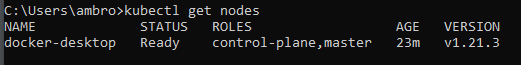 C:\Users\ambro>kubectl get nodes
NAME STATUS ROLES AGE VERSION
docker-desktop Ready control-plane,master 23m v1.21.3